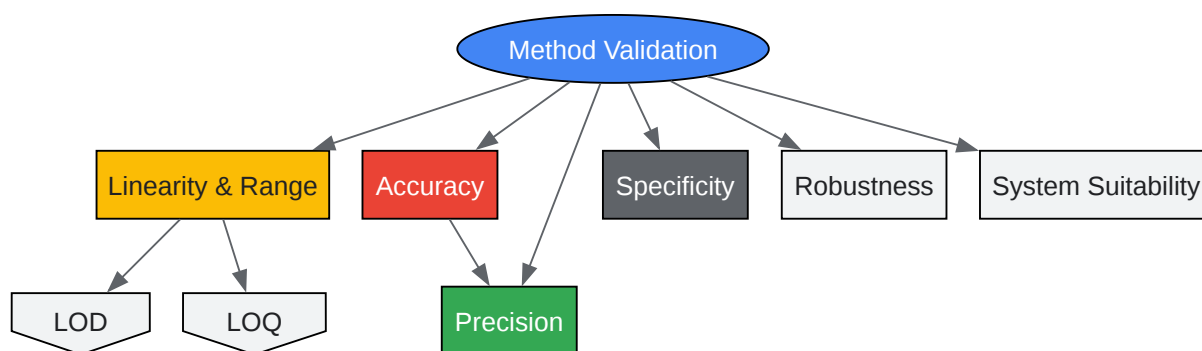 Method Validation
Linearity & Range
Accuracy
Specificity
Robustness
System Suitability
LOD
LOQ
Precision